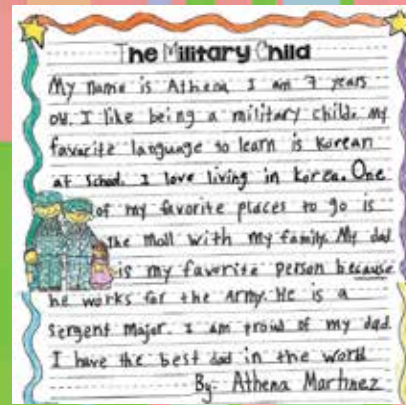 The Military Child
My name is Athena I am 7 years
old. I like being a military child. my
favorite language to learn is Korean
at school. I love living in korea. One
of my favorite places to go is
the mall with my family. My dad
is my favorite person because
he works for the Army. He is a
Sergent Major. I am proud of my dad.
I have the best dad in the world
By: Athena Martinez